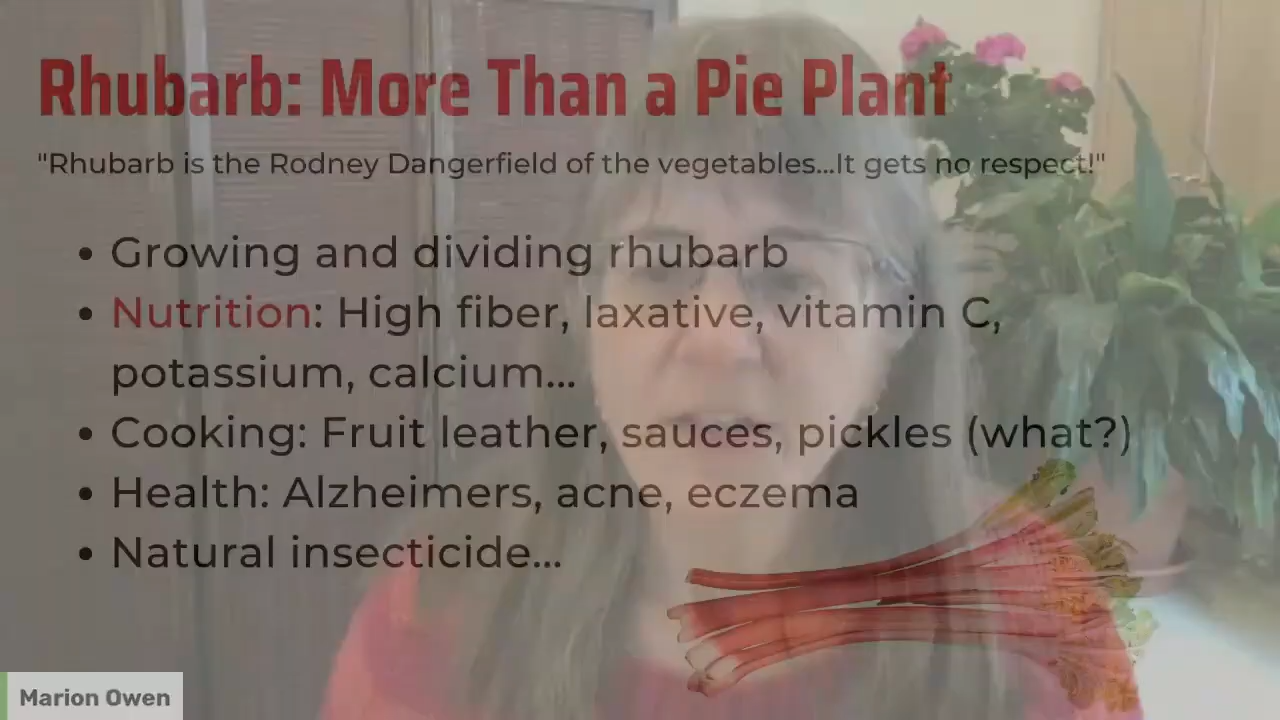 Rhubarb: More Than a Pie Plant
"Rhubarb is the Rodney Dangerfield of the vegetables...It gets no respect!"
• Growing and dividing rhubarb
• Nutrition: High fiber, laxative, vitamin C,
potassium, calcium...
• Cooking: Fruit leather, sauces, pickles (what?)
• Health: Alzheimers, acne, eczema
• Natural insecticide...
Marion Owen